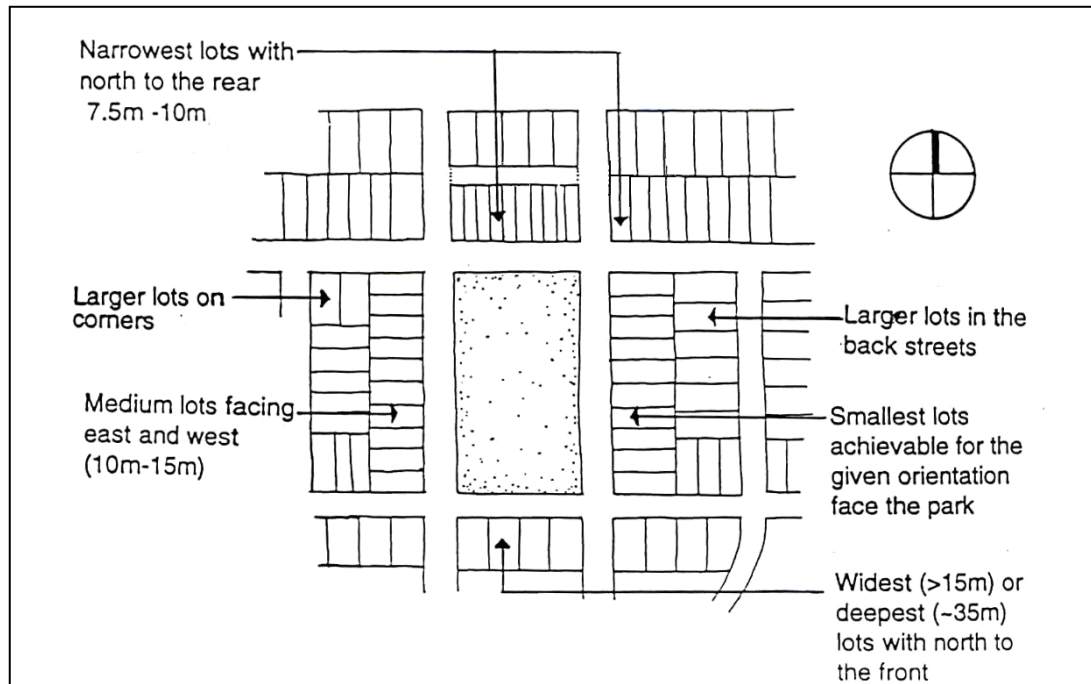 Narrowest lots with
north to the rear
7.5m -10m
Larger lots on
corners
Larger lots in the
back streets
Medium lots facing
east and west
(10m-15m)
Smallest lots
achievable for the
given orientation
face the park
Widest (>15m) or
deepest (~35m)
lots with north to
the front